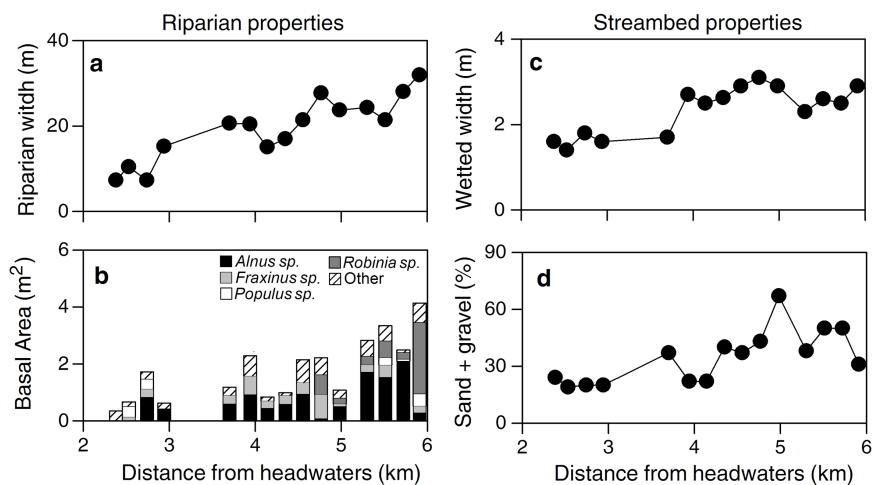 Riparian properties
Streambed properties
a
Riparian witdh (m)
40
20
0
c
Wetted width (m)
4
2
0
b
Basal Area (m²)
6
4
2
0
Alnus sp.
Fraxinus sp.
Populus sp.
Robinia sp.
Other
2 3 4 5 6
Distance from headwaters (km)
d
Sand + gravel (%)
90
60
30
0
2 3 4 5 6
Distance from headwaters (km)